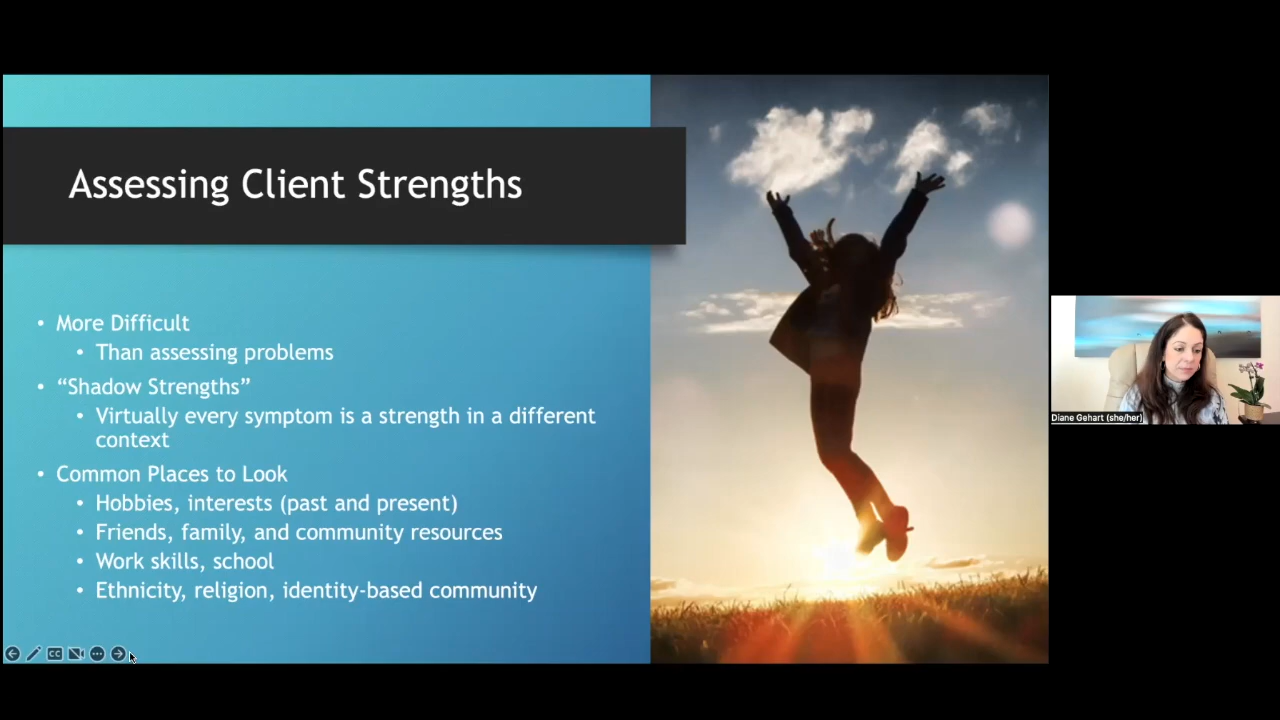 Assessing Client Strengths
• More Difficult
• Than assessing problems
• “Shadow Strengths”
• Virtually every symptom is a strength in a different
context
• Common Places to Look
• Hobbies, interests (past and present)
• Friends, family, and community resources
• Work skills, school
• Ethnicity, religion, identity-based community
CC
Diane Gehart (she/her)